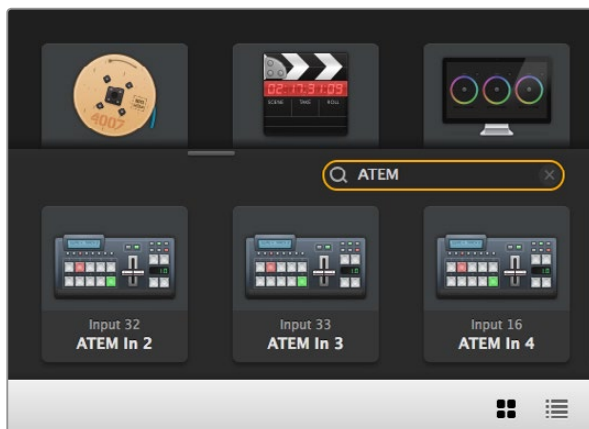 4007
02:17:31:09
SCENE TAKE ROLL
ATEM
Input 32
ATEM In 2
Input 33
ATEM In 3
Input 16
ATEM In 4